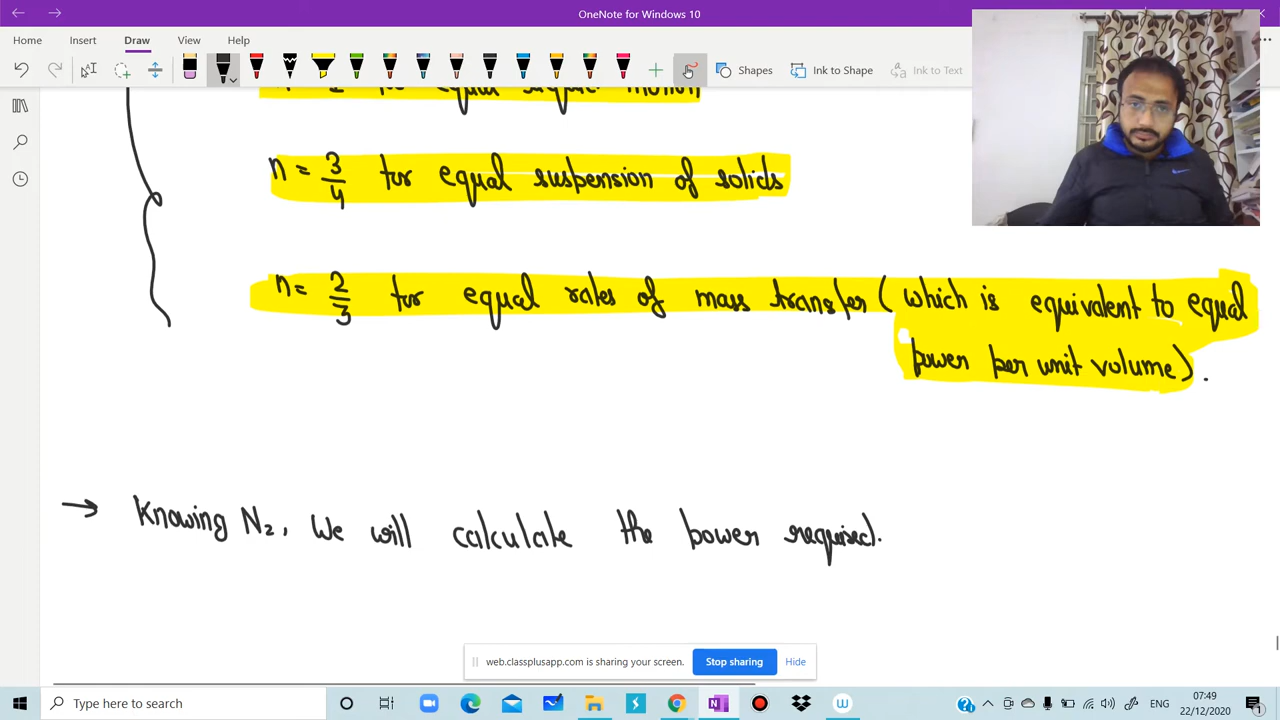 OneNote for Windows 10
Home Insert Draw View Help
Shapes Ink to Shape Ink to Text
for equal motion
n = 3/4 for equal suspension of solids
n = 2/3 for equal rates of mass transfer ( which is equivalent to equal
power per unit volume).
→ Knowing N2, We will calculate the power required.
web.classplusapp.com is sharing your screen. Stop sharing Hide
Type here to search
ENG
07:49
22/12/2020